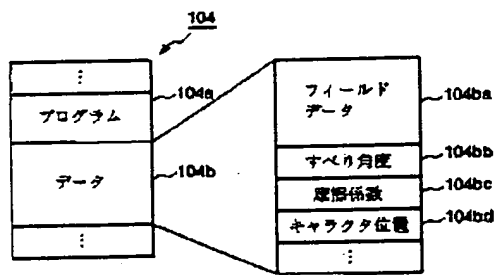 104
⋮
プログラム
104a
データ
104b
⋮
フィールド
データ
104ba
すべり角度
104bb
摩擦係数
104bc
キャラクタ位置
104bd
⋮